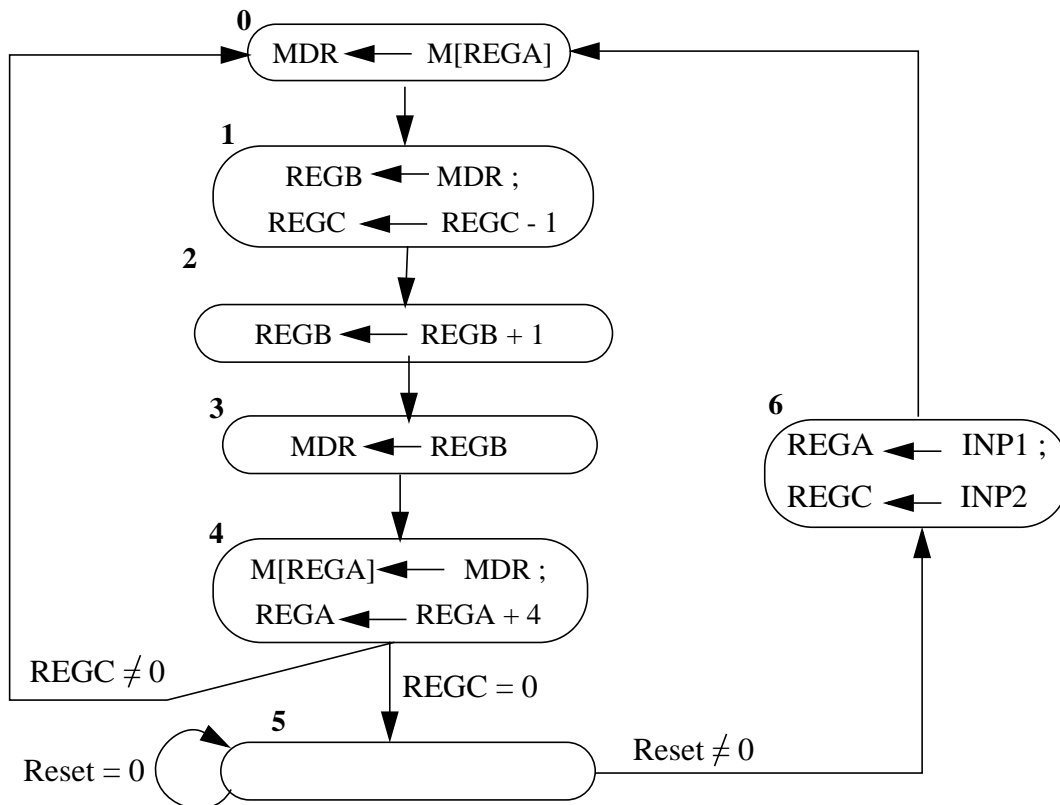 0
MDR ← M[REGA]
1
REGB ← MDR ;
REGC ← REGC - 1
2
REGB ← REGB + 1
3
MDR ← REGB
6
REGA ← INP1 ;
REGC ← INP2
4
M[REGA] ← MDR ;
REGA ← REGA + 4
REGC ≠ 0
REGC = 0
5
Reset = 0
Reset ≠ 0